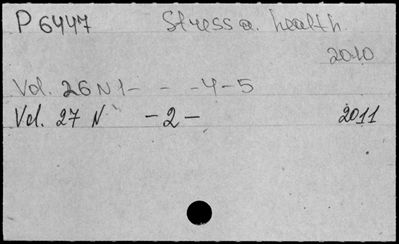 P 6447 Stress a. health
2010
Vol. 26 N 1- - -4-5
Vol. 27 N -2- 2011